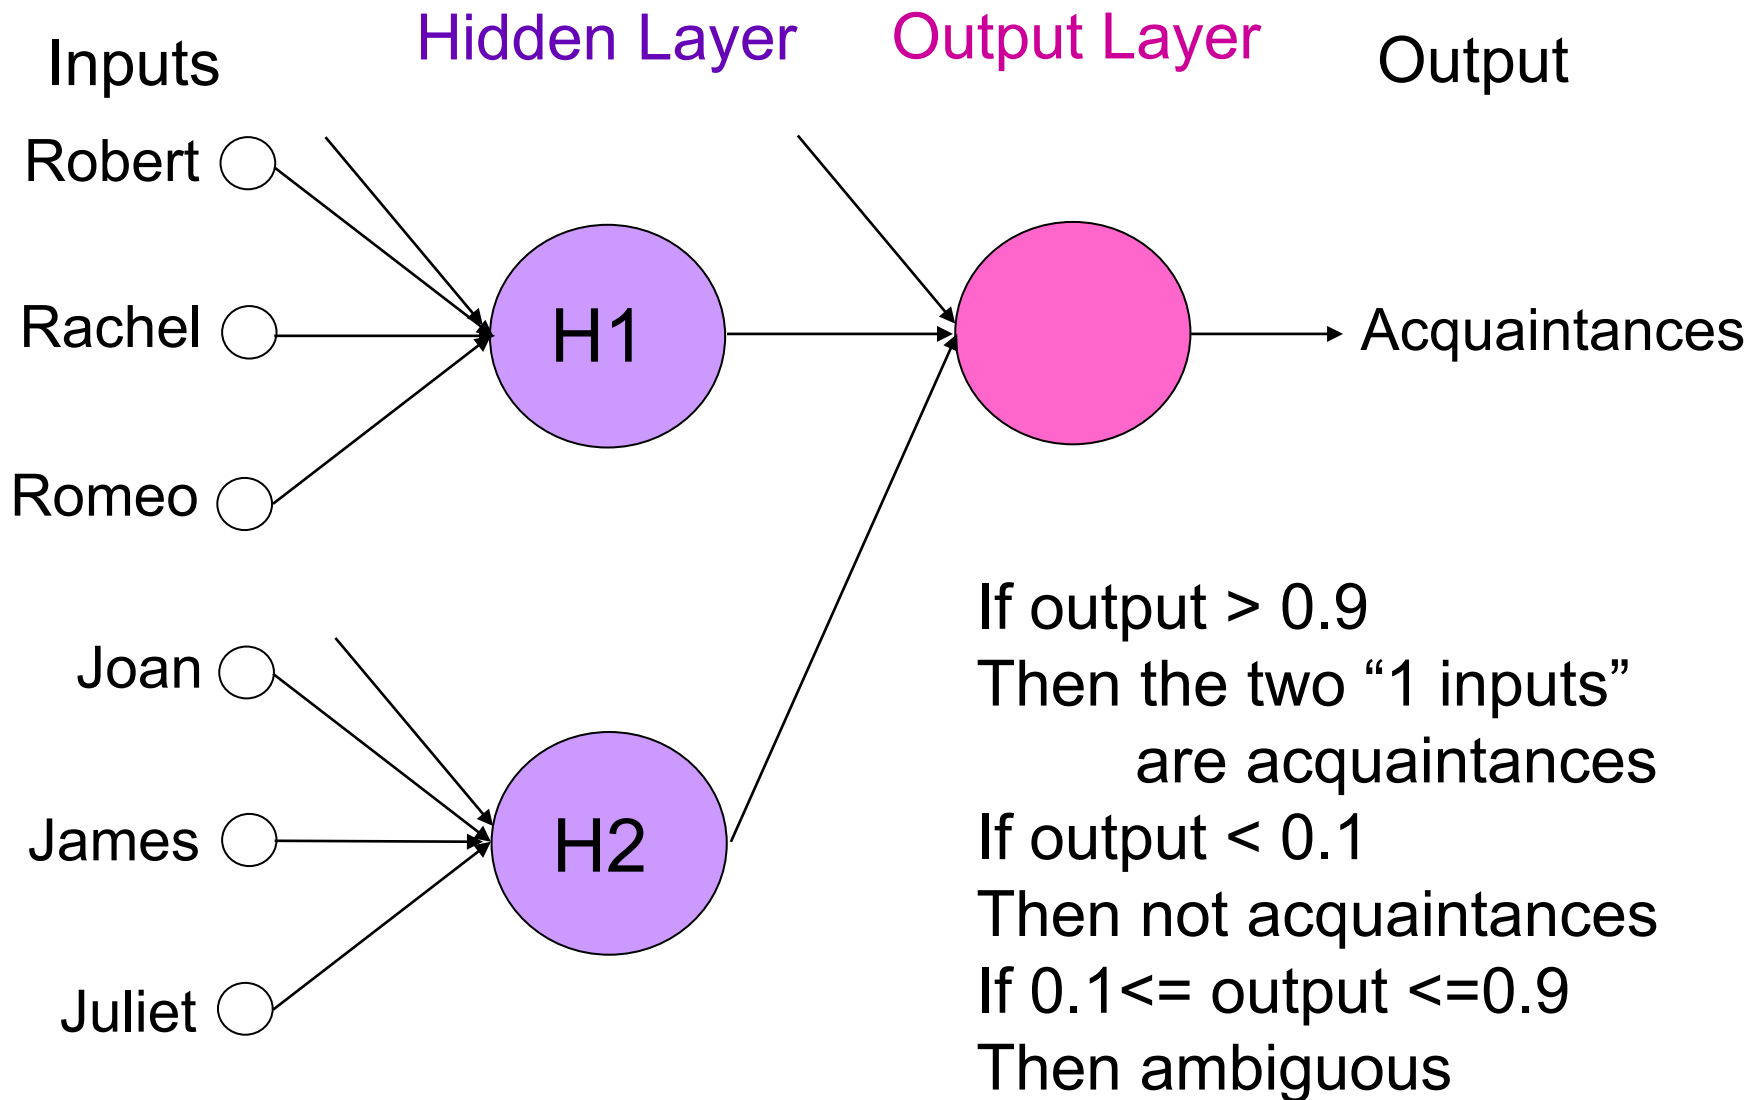 Inputs
Hidden Layer
Output Layer
Output
Robert
Rachel
Romeo
Joan
James
Juliet
H1
H2
Acquaintances
If output > 0.9
Then the two “1 inputs”
are acquaintances
If output < 0.1
Then not acquaintances
If 0.1<= output <=0.9
Then ambiguous